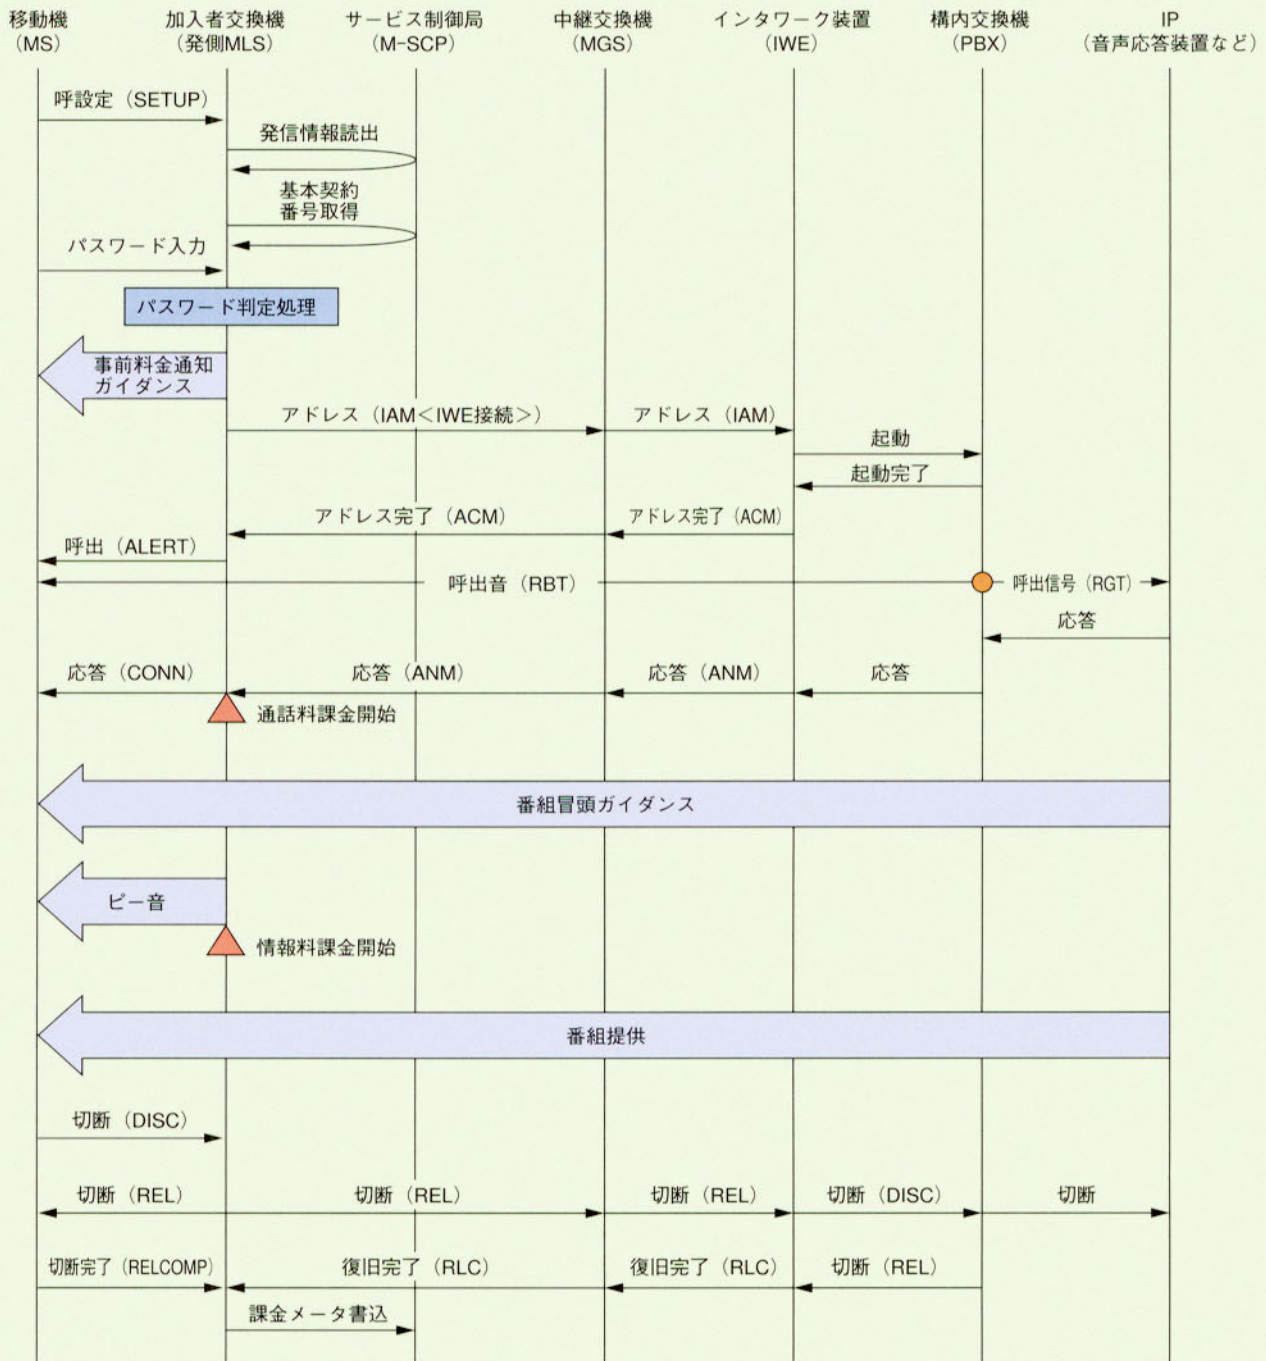 移動機
（MS）
加入者交換機
（発側MLS）
サービス制御局
（M-SCP）
中継交換機
（MGS）
インタワーク装置
（IWE）
構内交換機
（PBX）
IP
（音声応答装置など）
呼設定（SETUP）
発信情報読出
基本契約
番号取得
パスワード入力
パスワード判定処理
事前料金通知
ガイダンス
アドレス（IAM＜IWE接続＞）
アドレス（IAM）
起動
起動完了
アドレス完了（ACM）
アドレス完了（ACM）
呼出（ALERT）
呼出音（RBT）
呼出信号（RGT）
応答
応答（CONN）
応答（ANM）
応答（ANM）
応答
通話料課金開始
番組冒頭ガイダンス
ピー音
情報料課金開始
番組提供
切断（DISC）
切断（REL）
切断（REL）
切断（REL）
切断（DISC）
切断
切断完了（RELCOMP）
復旧完了（RLC）
復旧完了（RLC）
切断（REL）
課金メータ書込